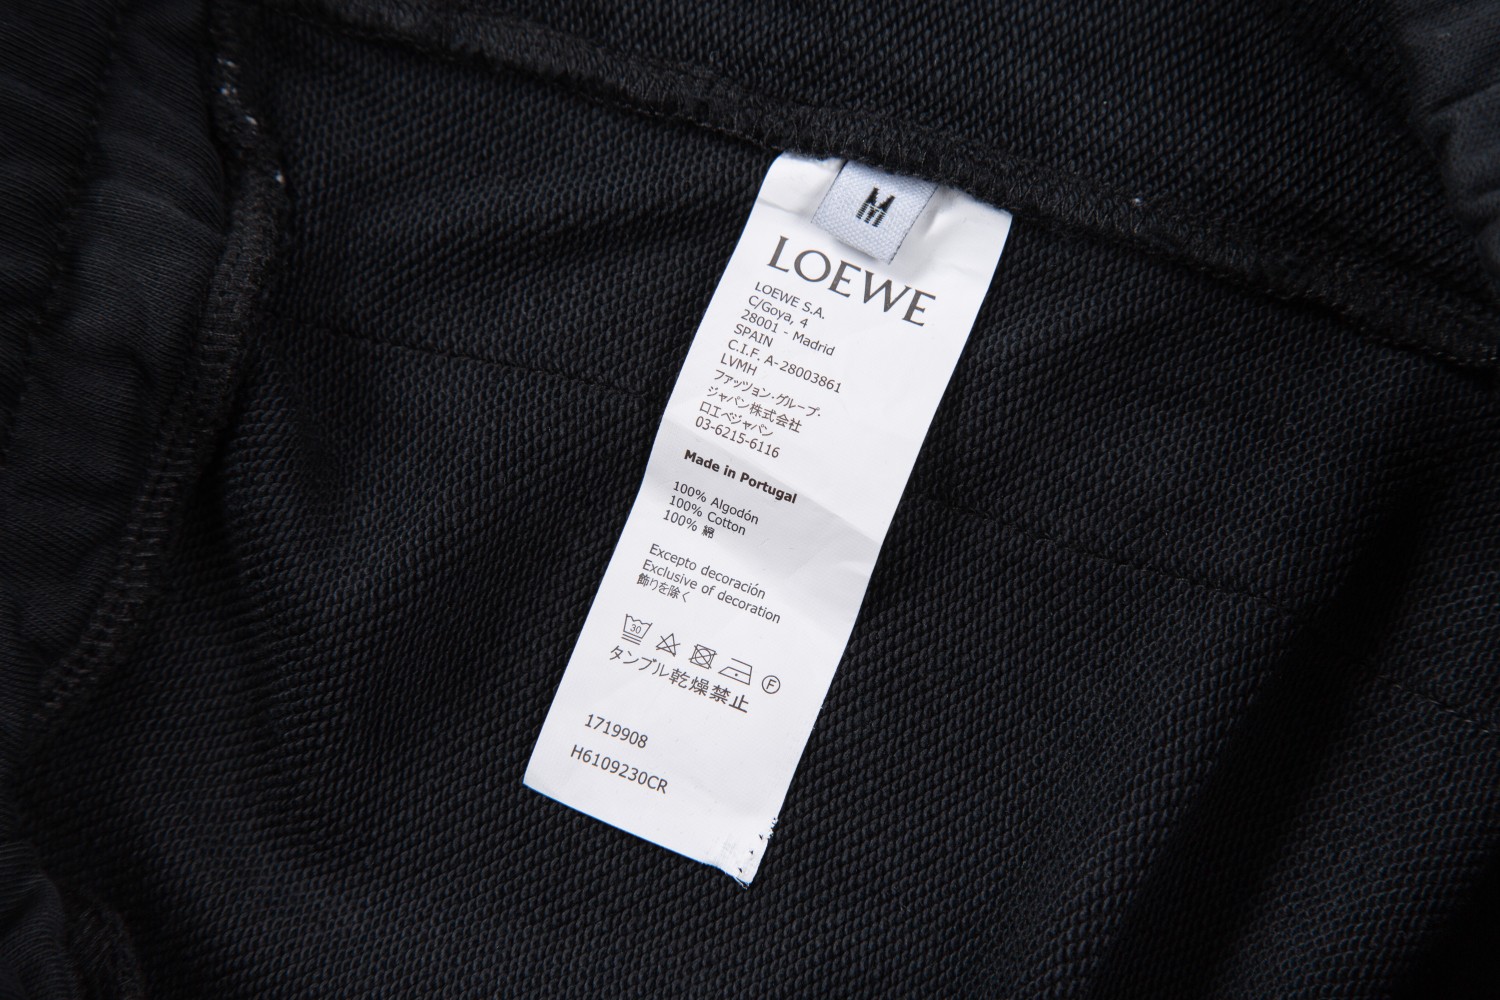 M
LOEWE
LOEWE S.A.
C/Goya, 4
28001 - Madrid
SPAIN
C.I.F. A-28003861
LVMH
ファッション・グループ・
ジャパン株式会社
ロエベジャパン
03-6215-6116
Made in Portugal
100% Algodón
100% Cotton
100% 綿
Excepto decoración
Exclusive of decoration
飾りを除く
30
F
タンブル乾燥禁止
1719908
H6109230CR